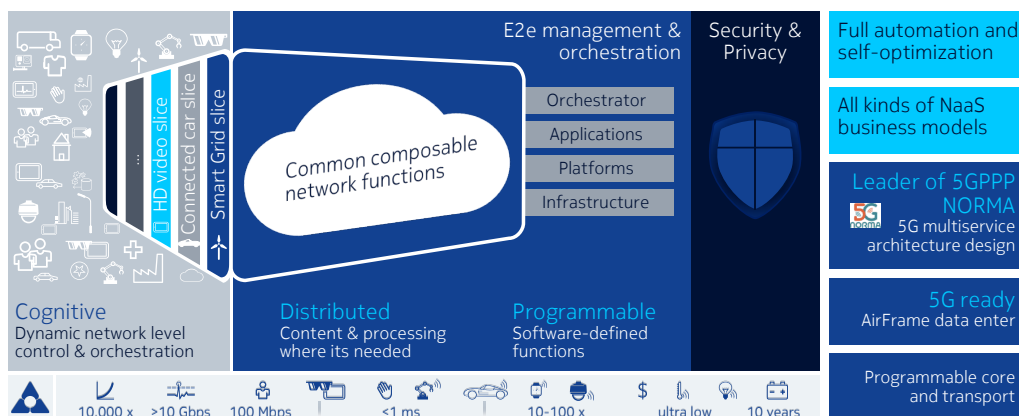 Cognitive
Dynamic network level
control & orchestration
...
HD video slice
Connected car slice
Smart Grid slice
Common composable
network functions
Distributed
Content & processing
where its needed
E2e management &
orchestration
Orchestrator
Applications
Platforms
Infrastructure
Programmable
Software-defined
functions
Security &
Privacy
Full automation and
self-optimization
All kinds of NaaS
business models
Leader of 5GPPP
NORMA
5G
NORMA
5G multiservice
architecture design
5G ready
AirFrame data enter
Programmable core
and transport
10,000 x
>10 Gbps
100 Mbps
<1 ms
10-100 x
$
ultra low
10 years